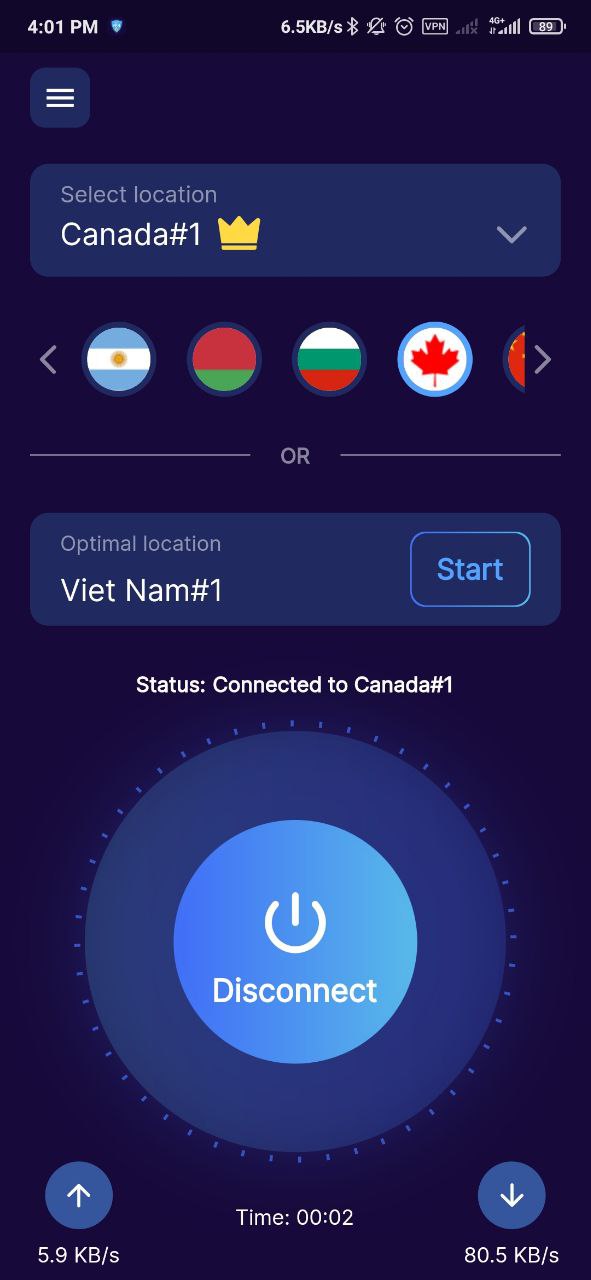 4:01 PM 6.5KB/s VPN 4G+ 89
Select location
Canada#1
OR
Optimal location
Viet Nam#1
Start
Status: Connected to Canada#1
Disconnect
Time: 00:02
5.9 KB/s 80.5 KB/s